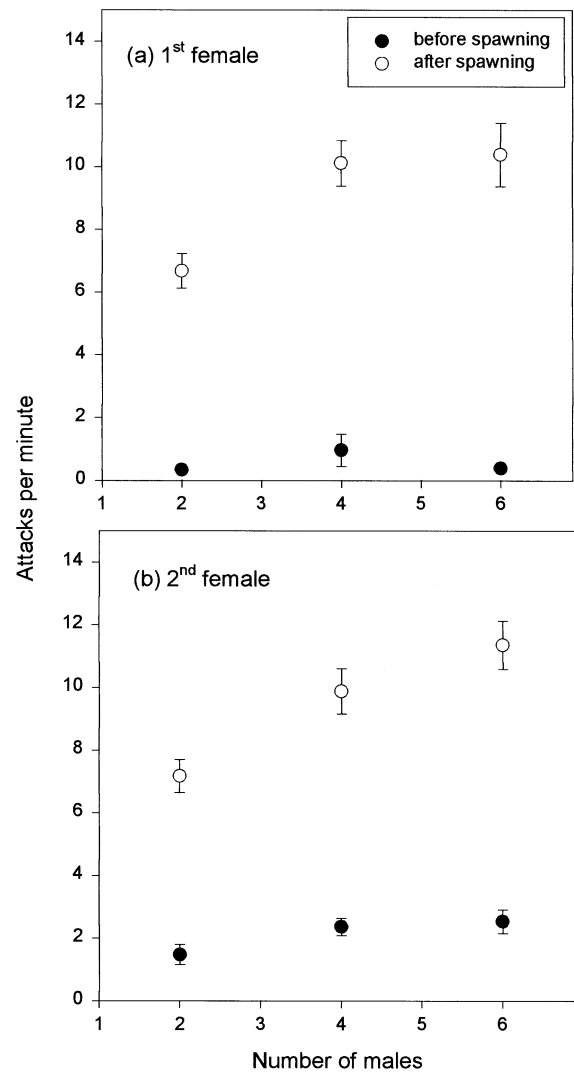 14
(a) 1st female
before spawning
after spawning
12
10
8
6
4
2
0
1 2 3 4 5 6
Attacks per minute
14
(b) 2nd female
12
10
8
6
4
2
0
1 2 3 4 5 6
Number of males